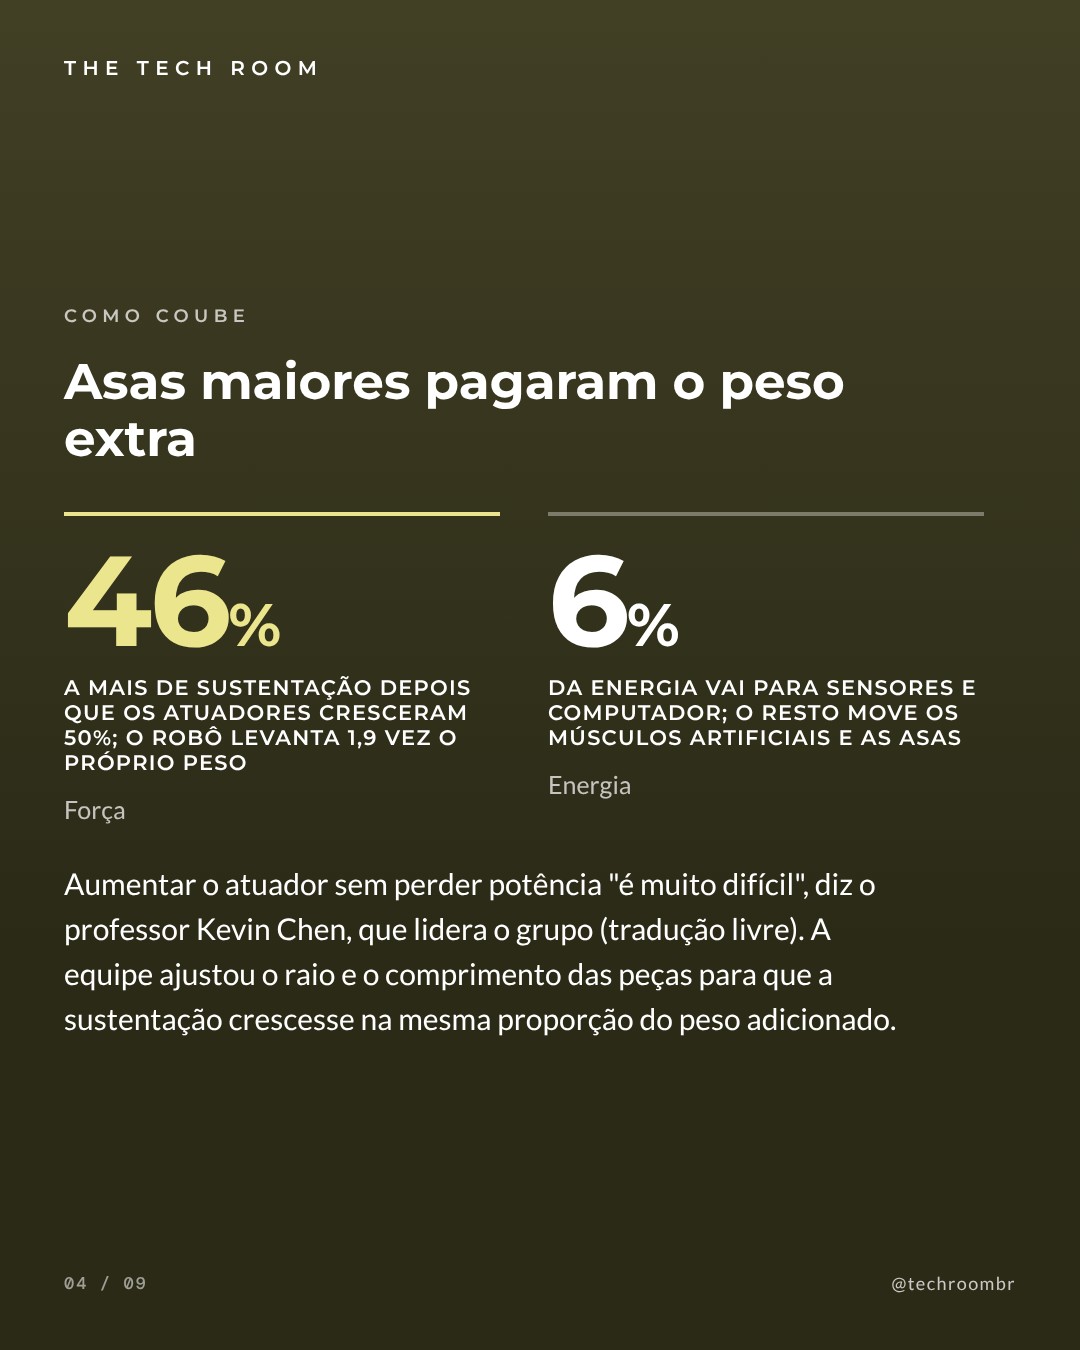 THE TECH ROOM
COMO COUBE
Asas maiores pagaram o peso
extra
46%
A MAIS DE SUSTENTAÇÃO DEPOIS
QUE OS ATUADORES CRESCERAM
50%; O ROBÔ LEVANTA 1,9 VEZ O
PRÓPRIO PESO
Força
6%
DA ENERGIA VAI PARA SENSORES E
COMPUTADOR; O RESTO MOVE OS
MÚSCULOS ARTIFICIAIS E AS ASAS
Energia
Aumentar o atuador sem perder potência "é muito difícil", diz o
professor Kevin Chen, que lidera o grupo (tradução livre). A
equipe ajustou o raio e o comprimento das peças para que a
sustentação crescesse na mesma proporção do peso adicionado.
04 / 09
@techroombr